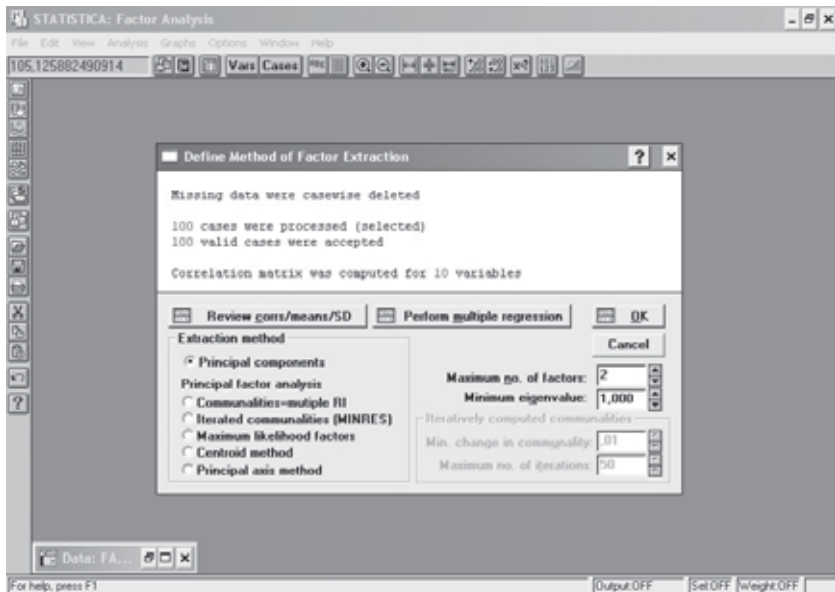 STATISTICA: Factor Analysis
File Edit View Analysis Graphs Options Window Help
105.125882490914 Vars Cases
Define Method of Factor Extraction
Missing data were casewise deleted
100 cases were processed (selected)
100 valid cases were accepted
Correlation matrix was computed for 10 variables
Review corrs/means/SD Perform multiple regression OK
Cancel
Extraction method
Principal components
Principal factor analysis
Communalities=mutiple RI
Iterated communalities (MINRES)
Maximum likelihood factors
Centroid method
Principal axis method
Maximum no. of factors: 2
Minimum eigenvalue: 1,000
Iteratively computed communalities
Min. change in communality: ,01
Maximum no. of iterations: 50
Data: FA...
For help, press F1 Output:OFF Sel:OFF Weight:OFF